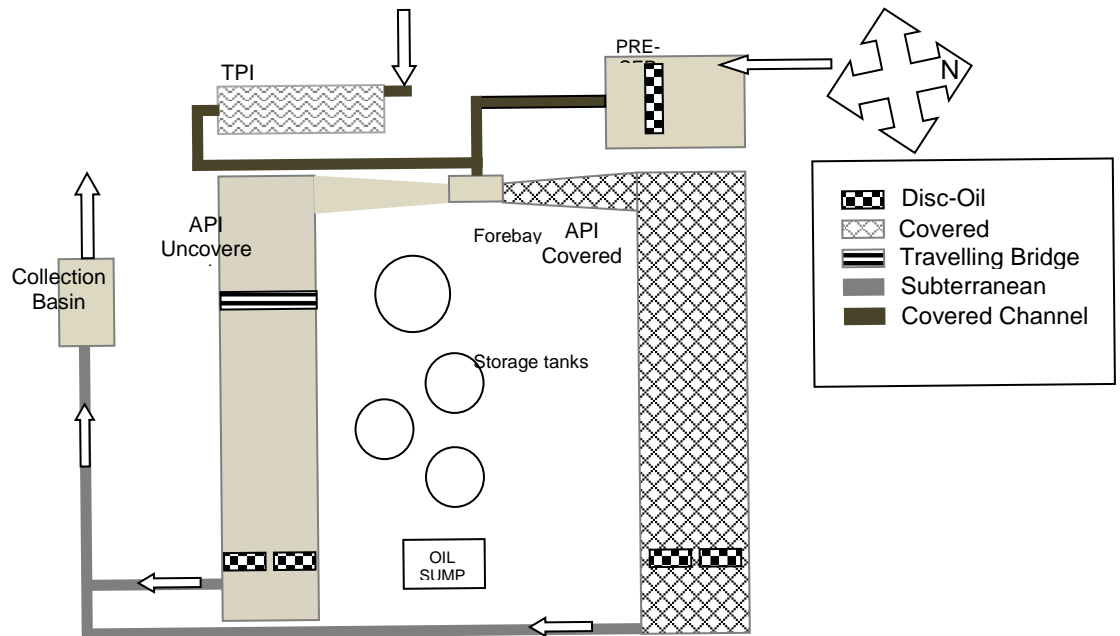 PRE-
TPI
N
API
Uncovere
Forebay
API
Covered
Collection
Basin
Storage tanks
OIL
SUMP
Disc-Oil
Covered
Travelling Bridge
Subterranean
Covered Channel